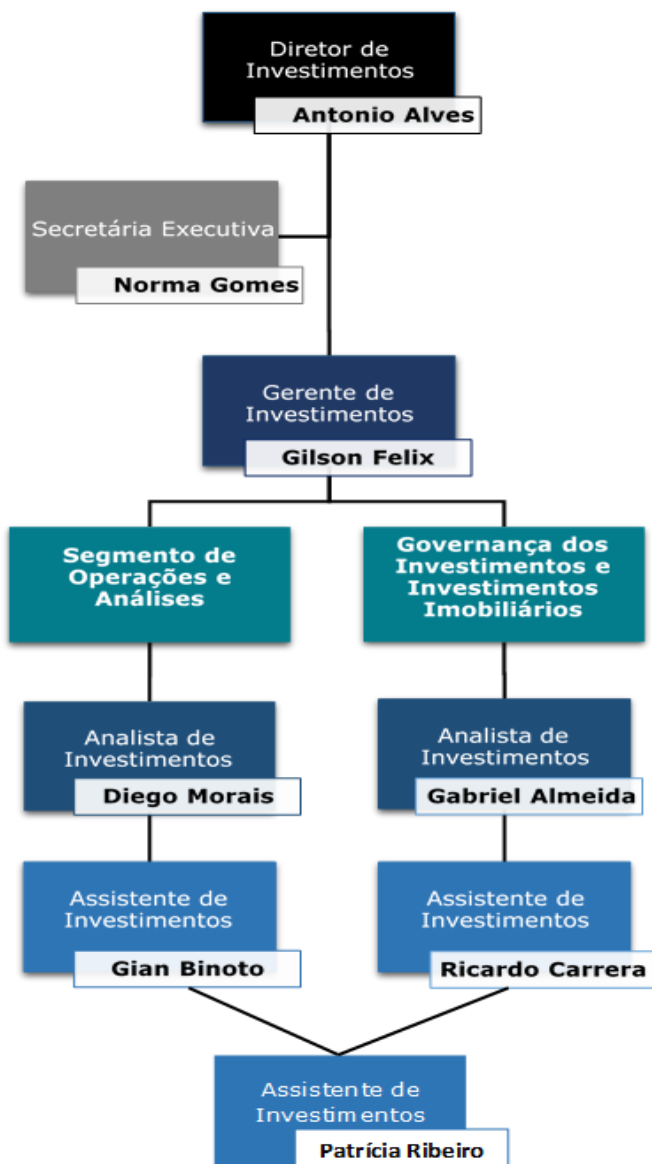 Diretor de
Investimentos
Antonio Alves
Secretária Executiva
Norma Gomes
Gerente de
Investimentos
Gilson Felix
Segmento de
Operações e
Análises
Governança dos
Investimentos e
Investimentos
Imobiliários
Analista de
Investimentos
Diego Morais
Analista de
Investimentos
Gabriel Almeida
Assistente de
Investimentos
Gian Binoto
Assistente de
Investimentos
Ricardo Carrera
Assistente de
Investimentos
Patrícia Ribeiro